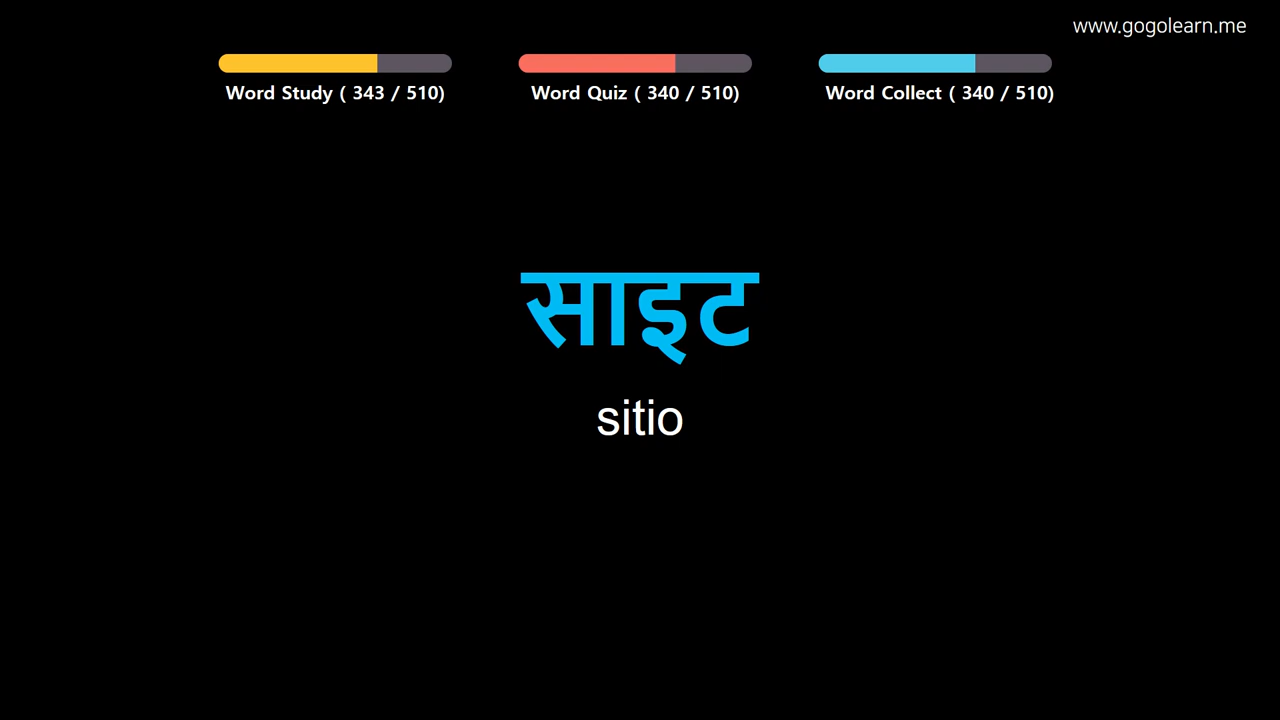 www.gogolearn.me
Word Study ( 343 / 510)
Word Quiz ( 340 / 510)
Word Collect ( 340 / 510)
साइट
sitio